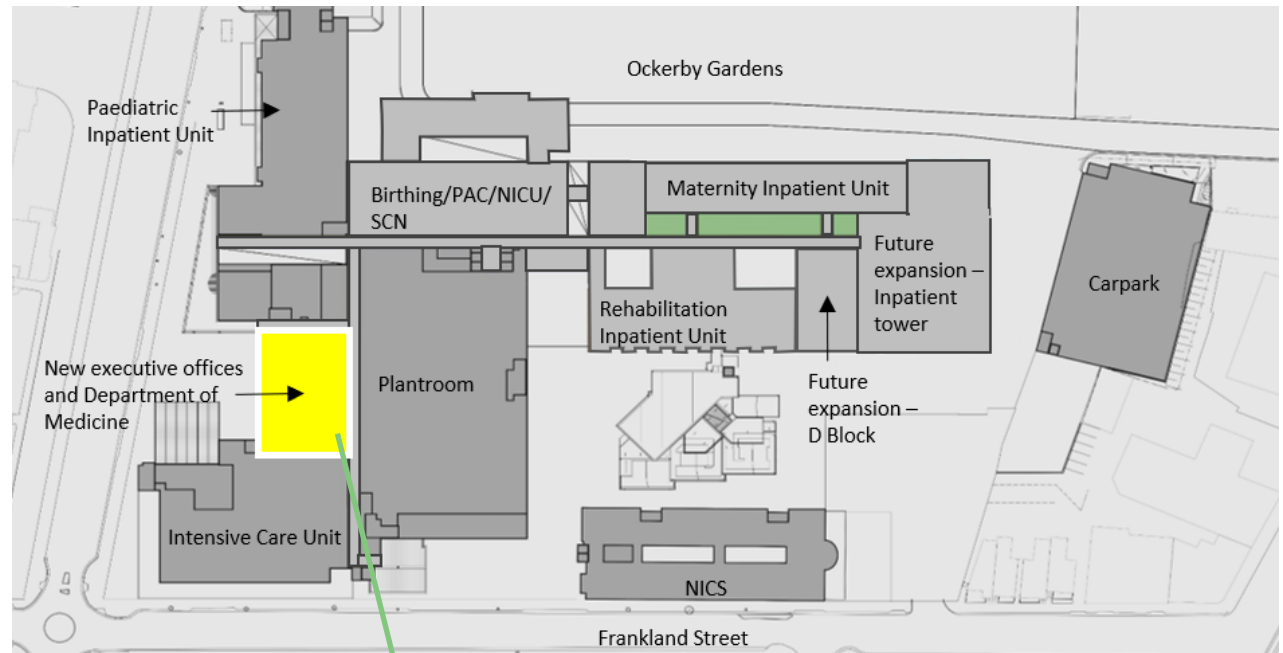 Ockerby Gardens
Paediatric
Inpatient Unit
Birthing/PAC/NICU/
SCN
Maternity Inpatient Unit
Future
expansion –
Inpatient
tower
Carpark
Rehabilitation
Inpatient Unit
New executive offices
and Department of
Medicine
Plantroom
Future
expansion –
D Block
Intensive Care Unit
NICS
Frankland Street